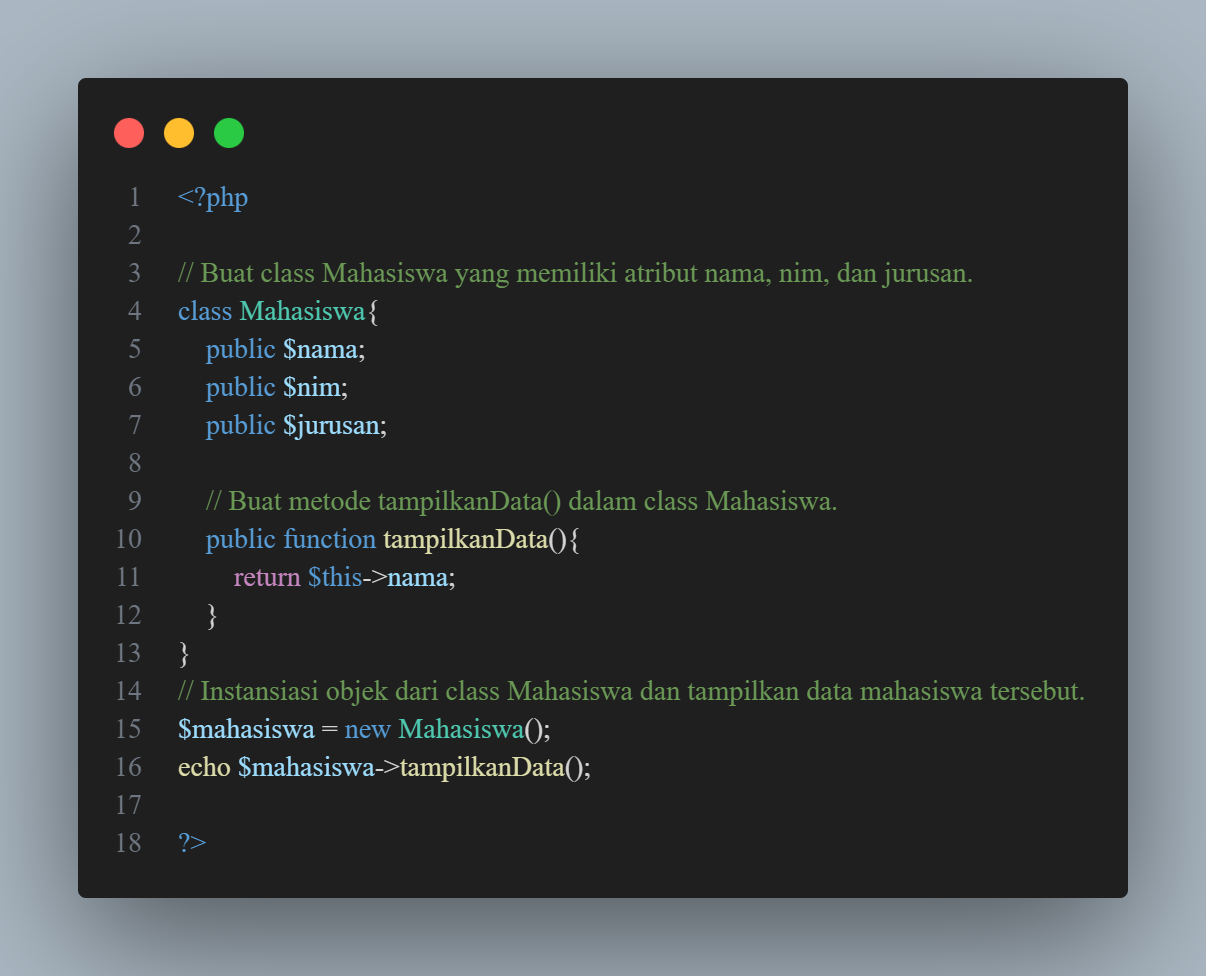 1 <?php
2
3 // Buat class Mahasiswa yang memiliki atribut nama, nim, dan jurusan.
4 class Mahasiswa{
5     public $nama;
6     public $nim;
7     public $jurusan;
8
9     // Buat metode tampilkanData() dalam class Mahasiswa.
10     public function tampilkanData(){
11         return $this->nama;
12     }
13 }
14 // Instansiasi objek dari class Mahasiswa dan tampilkan data mahasiswa tersebut.
15 $mahasiswa = new Mahasiswa();
16 echo $mahasiswa->tampilkanData();
17
18 ?>